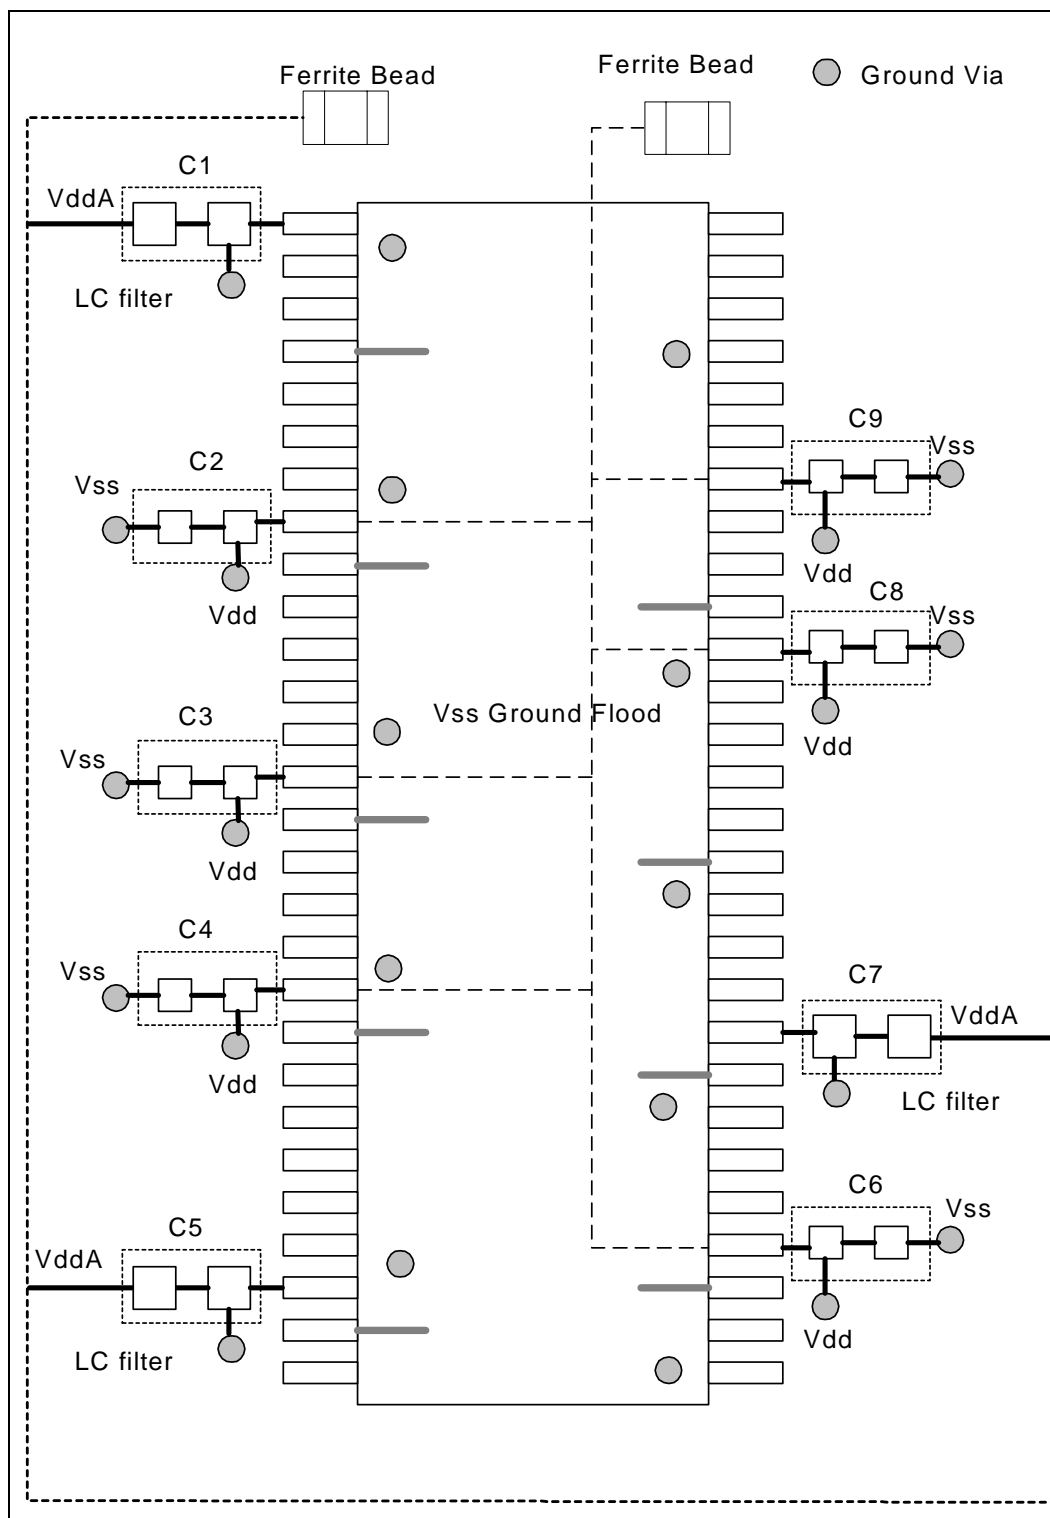 Ferrite Bead
Ferrite Bead
Ground Via
C1
VddA
LC filter
C9
Vss
C2
Vss
Vdd
Vdd
C8
Vss
C3
Vss Ground Flood
Vss
Vdd
Vdd
C4
Vss
C7
VddA
Vdd
LC filter
C6
Vss
C5
VddA
Vdd
LC filter